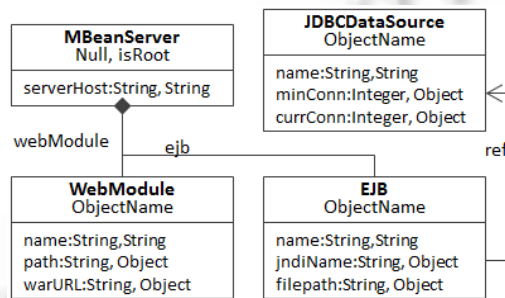 MBeanServer
Null, isRoot
serverHost:String, String
JDBCDataSource
ObjectName
name:String,String
minConn:Integer, Object
currConn:Integer, Object
webModule
ejb
ref
WebModule
ObjectName
name:String,String
path:String, Object
warURL:String, Object
EJB
ObjectName
name:String,String
jndiName:String, Object
filepath:String, Object